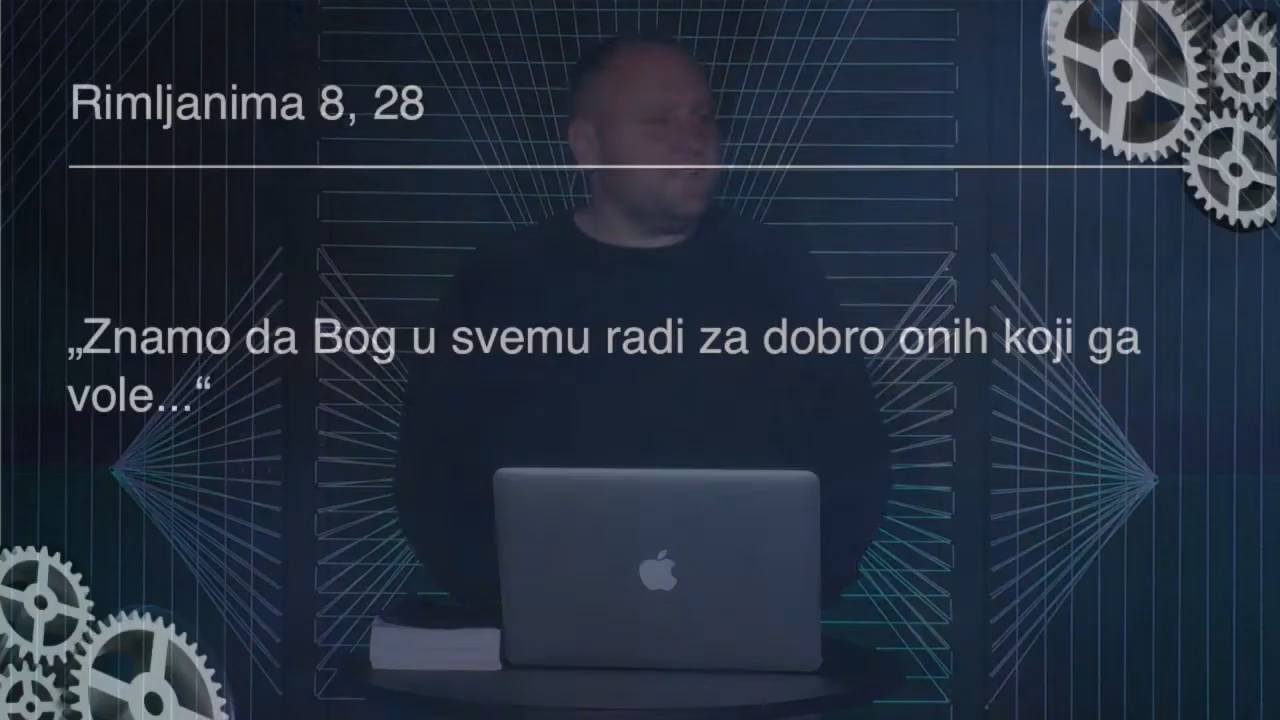 Rimljanima 8, 28
„Znamo da Bog u svemu radi za dobro onih koji ga
vole...“